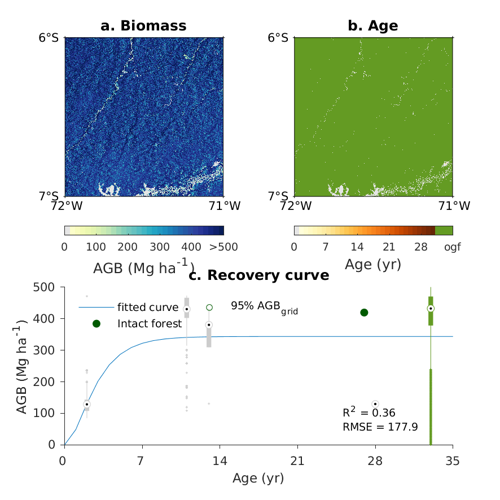 a. Biomass
b. Age
6°S
6°S
7°S
7°S
72°W
71°W
72°W
71°W
0 100 200 300 400 >500
0 7 14 21 28 ogf
AGB (Mg ha-1)
Age (yr)
c. Recovery curve
500
400
300
200
100
0
AGB (Mg ha-1)
fitted curve
95% AGBgrid
Intact forest
R2 = 0.36
RMSE = 177.9
0 7 14 21 28 35
Age (yr)